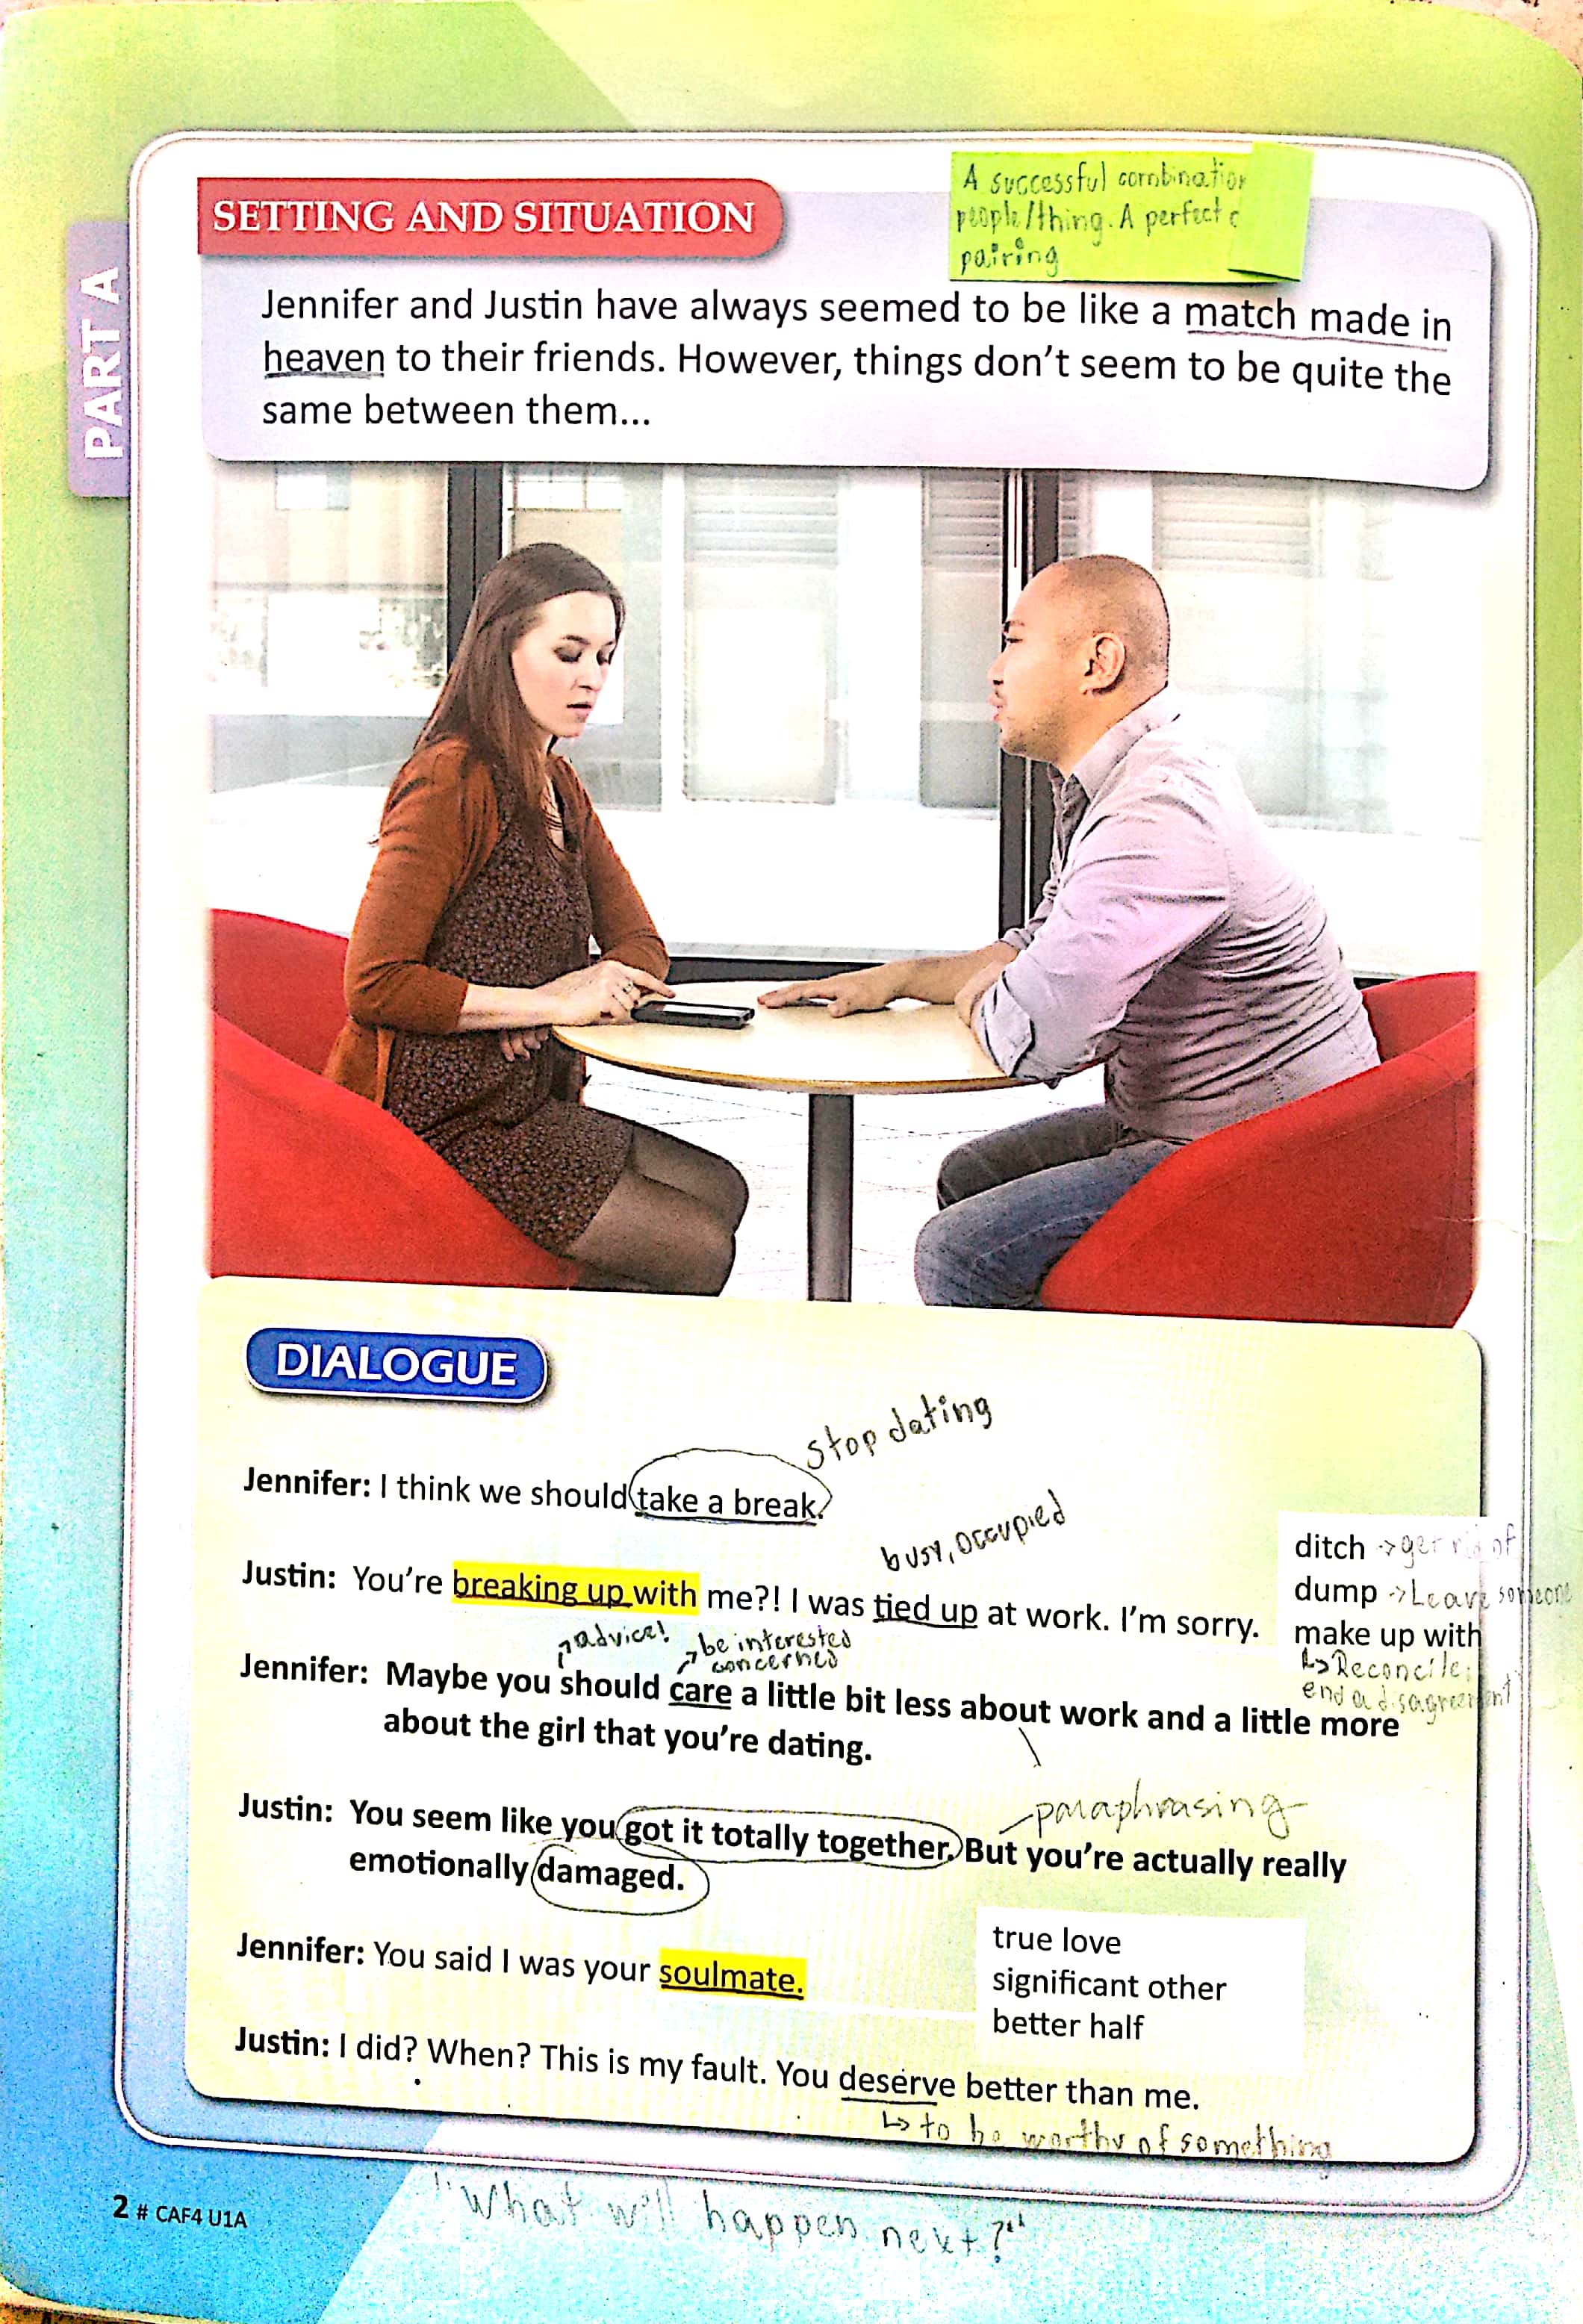 PART A
SETTING AND SITUATION
A successful combination
people/thing. A perfect
pairing
Jennifer and Justin have always seemed to be like a match made in
heaven to their friends. However, things don't seem to be quite the
same between them...
DIALOGUE
stop dating
Jennifer: I think we should take a break.
busy, occupied
Justin: You're breaking up with me?! I was tied up at work. I'm sorry.
ditch → of
dump → Leave someone
make up with
↳ Reconcile;
end a disagreement
advice! be interested
concerned
Jennifer: Maybe you should care a little bit less about work and a little more
about the girl that you're dating.
paraphrasing
Justin: You seem like you got it totally together. But you're actually really
emotionally damaged.
Jennifer: You said I was your soulmate.
true love
significant other
better half
Justin: I did? When? This is my fault. You deserve better than me.
↳ to be worthy of something
2 # CAF4 U1A
"What will happen next?"